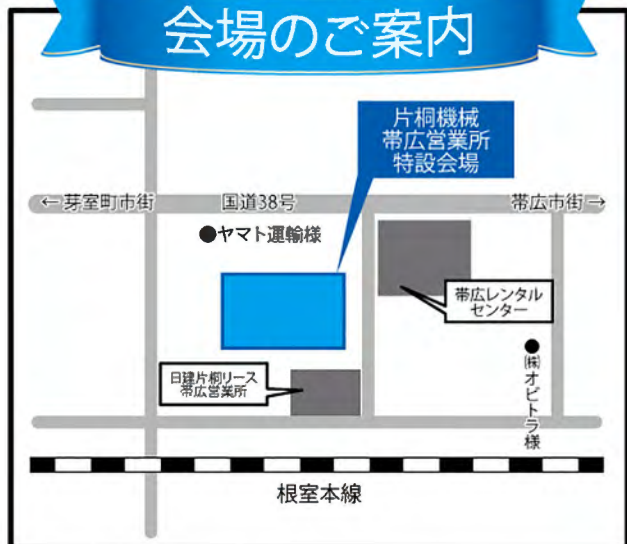 会場のご案内
片桐機械
帯広営業所
特設会場
←芽室町市街
国道38号
帯広市街→
●ヤマト運輸様
帯広レンタル
センター
日建片桐リース
帯広営業所
●㈱オビトラ様
根室本線